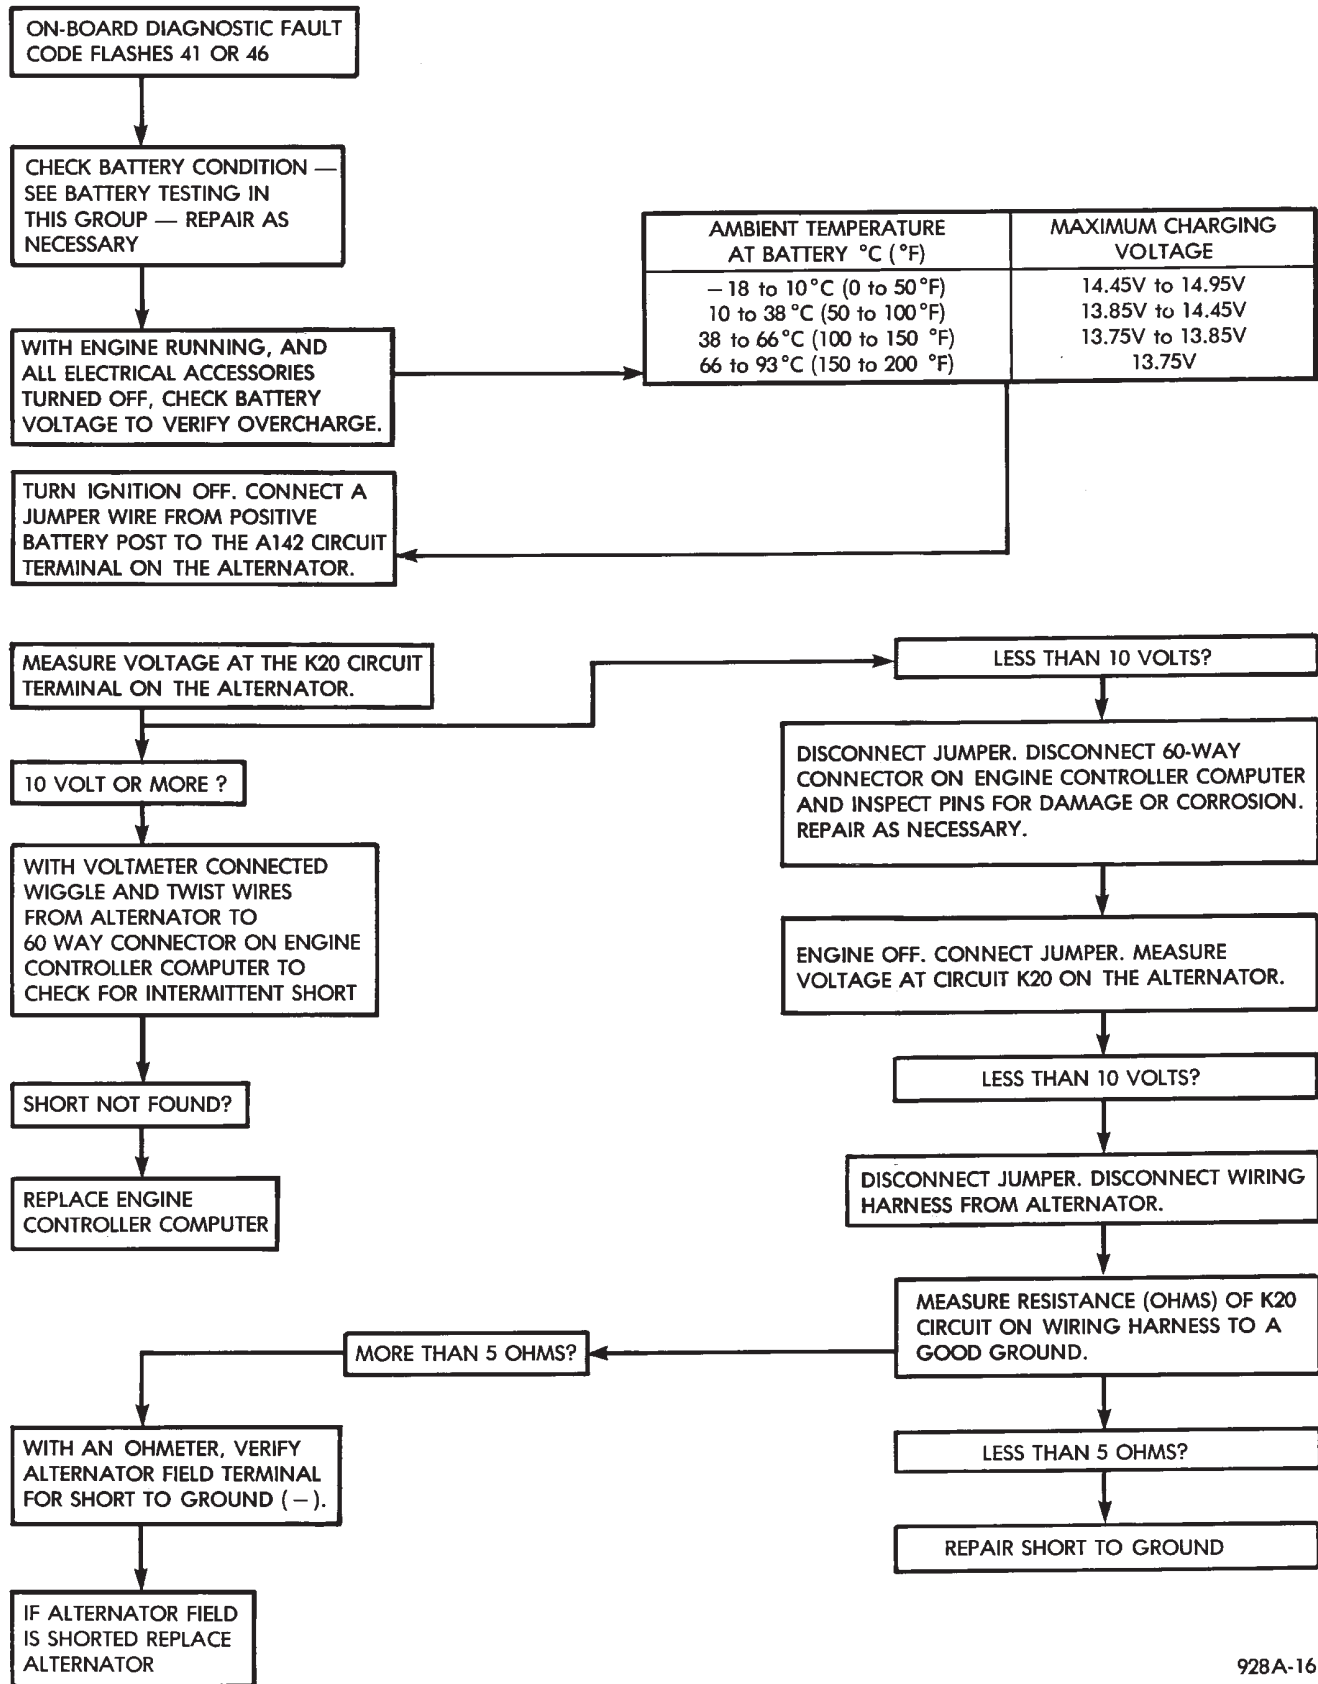 ON-BOARD DIAGNOSTIC FAULT
CODE FLASHES 41 OR 46
CHECK BATTERY CONDITION —
SEE BATTERY TESTING IN
THIS GROUP — REPAIR AS
NECESSARY
WITH ENGINE RUNNING, AND
ALL ELECTRICAL ACCESSORIES
TURNED OFF, CHECK BATTERY
VOLTAGE TO VERIFY OVERCHARGE.
AMBIENT TEMPERATURE
AT BATTERY °C (°F)
MAXIMUM CHARGING
VOLTAGE
– 18 to 10°C (0 to 50°F) 14.45V to 14.95V
10 to 38°C (50 to 100°F) 13.85V to 14.45V
38 to 66°C (100 to 150 °F) 13.75V to 13.85V
66 to 93°C (150 to 200 °F) 13.75V
TURN IGNITION OFF. CONNECT A
JUMPER WIRE FROM POSITIVE
BATTERY POST TO THE A142 CIRCUIT
TERMINAL ON THE ALTERNATOR.
MEASURE VOLTAGE AT THE K20 CIRCUIT
TERMINAL ON THE ALTERNATOR.
10 VOLT OR MORE ?
WITH VOLTMETER CONNECTED
WIGGLE AND TWIST WIRES
FROM ALTERNATOR TO
60 WAY CONNECTOR ON ENGINE
CONTROLLER COMPUTER TO
CHECK FOR INTERMITTENT SHORT
SHORT NOT FOUND?
REPLACE ENGINE
CONTROLLER COMPUTER
LESS THAN 10 VOLTS?
DISCONNECT JUMPER. DISCONNECT 60-WAY
CONNECTOR ON ENGINE CONTROLLER COMPUTER
AND INSPECT PINS FOR DAMAGE OR CORROSION.
REPAIR AS NECESSARY.
ENGINE OFF. CONNECT JUMPER. MEASURE
VOLTAGE AT CIRCUIT K20 ON THE ALTERNATOR.
LESS THAN 10 VOLTS?
DISCONNECT JUMPER. DISCONNECT WIRING
HARNESS FROM ALTERNATOR.
MEASURE RESISTANCE (OHMS) OF K20
CIRCUIT ON WIRING HARNESS TO A
GOOD GROUND.
LESS THAN 5 OHMS?
REPAIR SHORT TO GROUND
MORE THAN 5 OHMS?
WITH AN OHMETER, VERIFY
ALTERNATOR FIELD TERMINAL
FOR SHORT TO GROUND (–).
IF ALTERNATOR FIELD
IS SHORTED REPLACE
ALTERNATOR
928A-16